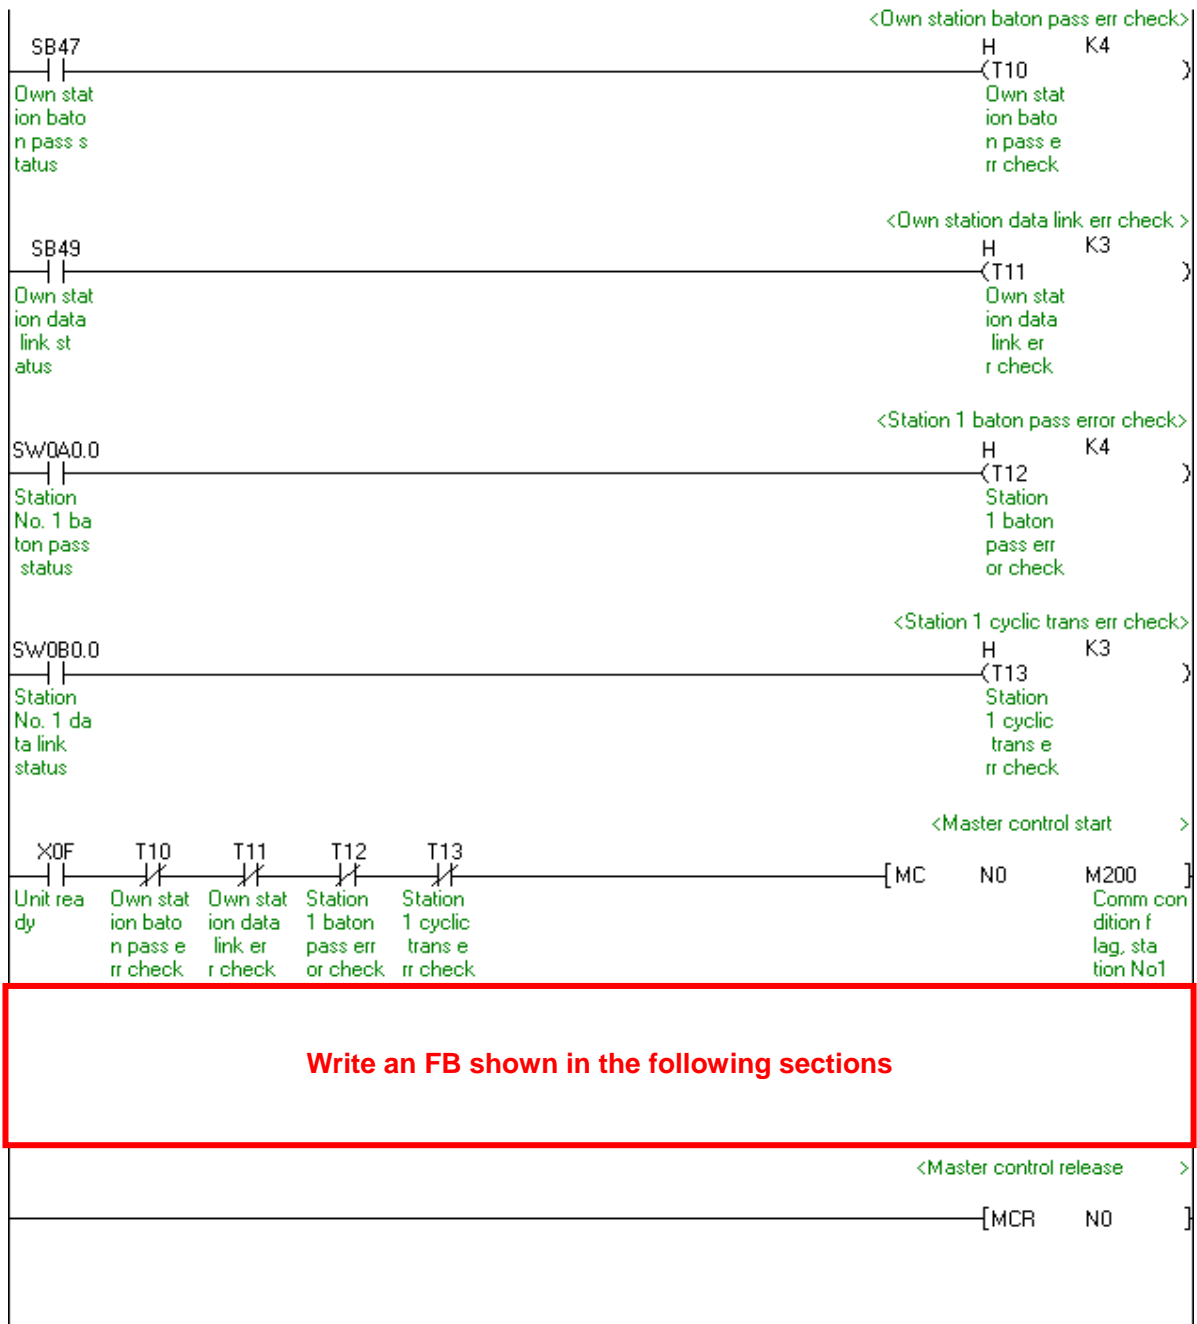 <Own station baton pass err check>
SB47 H K4
(T10 )
Own stat Own stat
ion bato ion bato
n pass s n pass e
tatus rr check
<Own station data link err check >
SB49 H K3
(T11 )
Own stat Own stat
ion data ion data
link st link er
atus r check
<Station 1 baton pass error check>
SW0A0.0 H K4
(T12 )
Station Station
No. 1 ba 1 baton
ton pass pass err
status or check
<Station 1 cyclic trans err check>
SW0B0.0 H K3
(T13 )
Station Station
No. 1 da 1 cyclic
ta link trans e
status rr check
<Master control start >
X0F T10 T11 T12 T13
[MC N0 M200 ]
Unit rea Own stat Own stat Station Station Comm con
dy ion bato ion data 1 baton 1 cyclic dition f
n pass e link er pass err trans e lag, sta
rr check r check or check rr check tion No1
Write an FB shown in the following sections
<Master control release >
[MCR N0 ]